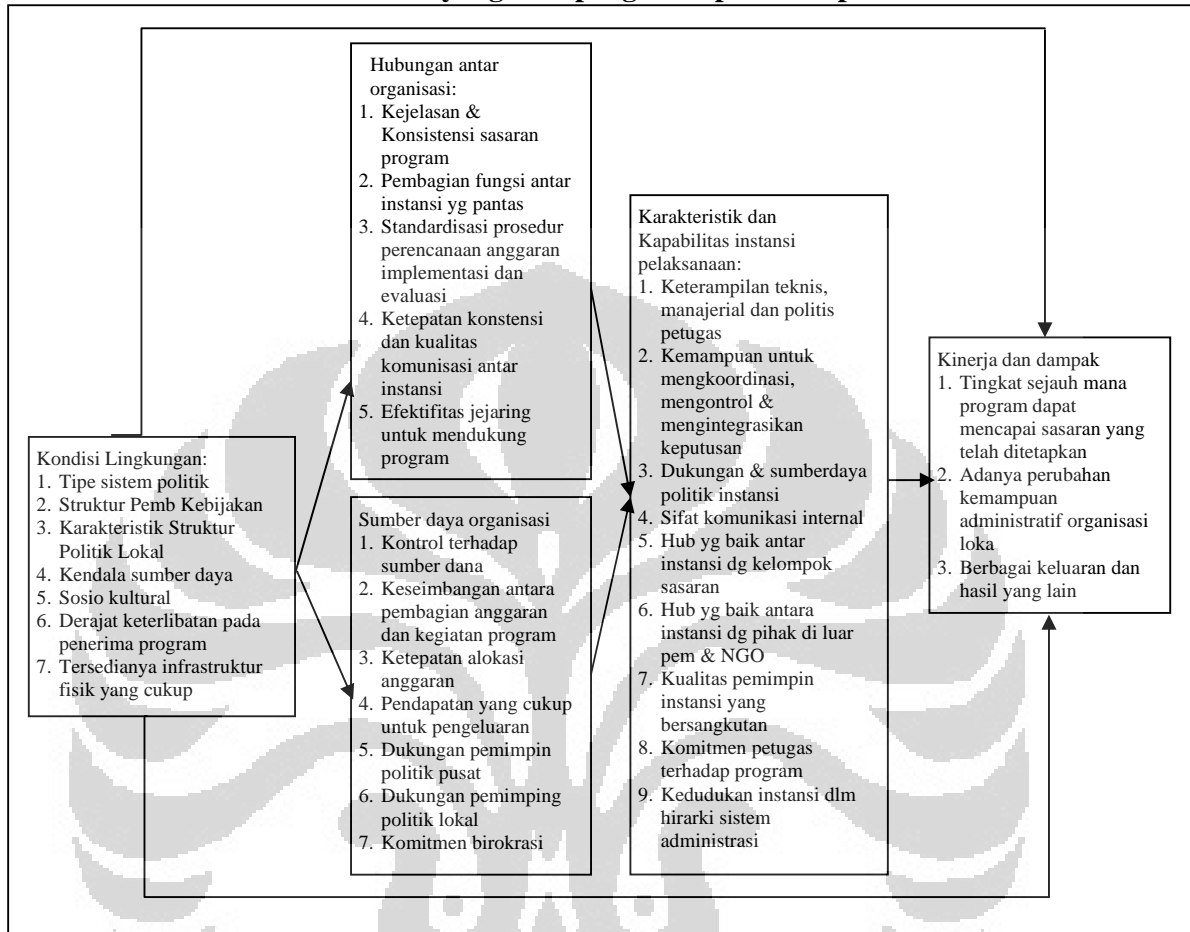 Kondisi Lingkungan:
1. Tipe sistem politik
2. Struktur Pemb Kebijakan
3. Karakteristik Struktur
Politik Lokal
4. Kendala sumber daya
5. Sosio kultural
6. Derajat keterlibatan pada
penerima program
7. Tersedianya infrastruktur
fisik yang cukup
Hubungan antar
organisasi:
1. Kejelasan &
Konsistensi sasaran
program
2. Pembagian fungsi antar
instansi yg pantas
3. Standardisasi prosedur
perencanaan anggaran
implementasi dan
evaluasi
4. Ketepatan konstensi
dan kualitas
komunisasi antar
instansi
5. Efektifitas jejaring
untuk mendukung
program
Sumber daya organisasi
1. Kontrol terhadap
sumber dana
2. Keseimbangan antara
pembagian anggaran
dan kegiatan program
3. Ketepatan alokasi
anggaran
4. Pendapatan yang cukup
untuk pengeluaran
5. Dukungan pemimpin
politik pusat
6. Dukungan pemimping
politik lokal
7. Komitmen birokrasi
Karakteristik dan
Kapabilitas instansi
pelaksanaan:
1. Keterampilan teknis,
manajerial dan politis
petugas
2. Kemampuan untuk
mengkoordinasi,
mengontrol &
mengintegrasikan
keputusan
3. Dukungan & sumberdaya
politik instansi
4. Sifat komunikasi internal
5. Hub yg baik antar
instansi dg kelompok
sasaran
6. Hub yg baik antara
instansi dg pihak di luar
pem & NGO
7. Kualitas pemimpin
instansi yang
bersangkutan
8. Komitmen petugas
terhadap program
9. Kedudukan instansi dlm
hirarki sistem
administrasi
Kinerja dan dampak
1. Tingkat sejauh mana
program dapat
mencapai sasaran yang
telah ditetapkan
2. Adanya perubahan
kemampuan
administratif organisasi
loka
3. Berbagai keluaran dan
hasil yang lain